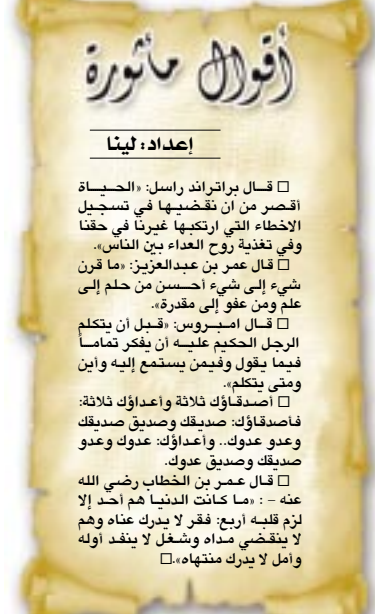 أقوال مأثورة
إعداد: لينا
□ قال براتراند راسل: «الحياة
أقصر من ان نقضيها في تسجيل
الاخطاء التي ارتكبها غيرنا في حقنا
وفي تغذية روح العداء بين الناس».
□ قال عمر بن عبدالعزيز: «ما قرن
شيء إلى شيء أحسن من حلم إلى
علم ومن عفو إلى مقدرة».
□ قال امبروس: «قبل أن يتكلم
الرجل الحكيم عليه أن يفكر تماماً
فيما يقول وفيمن يستمع إليه وأين
ومتى يتكلم».
□ أصدقاؤك ثلاثة وأعداؤك ثلاثة:
فأصدقاؤك: صديقك وصديق صديقك
وعدو عدوك.. وأعداؤك: عدوك وعدو
صديقك وصديق عدوك.
□ قال عمر بن الخطاب رضي الله
عنه – : «ما كانت الدنيا هم أحد إلا
لزم قلبه أربع: فقر لا يدرك عناه وهم
لا ينقضي مداه وشغل لا ينفد أوله
وأمل لا يدرك منتهاه».□